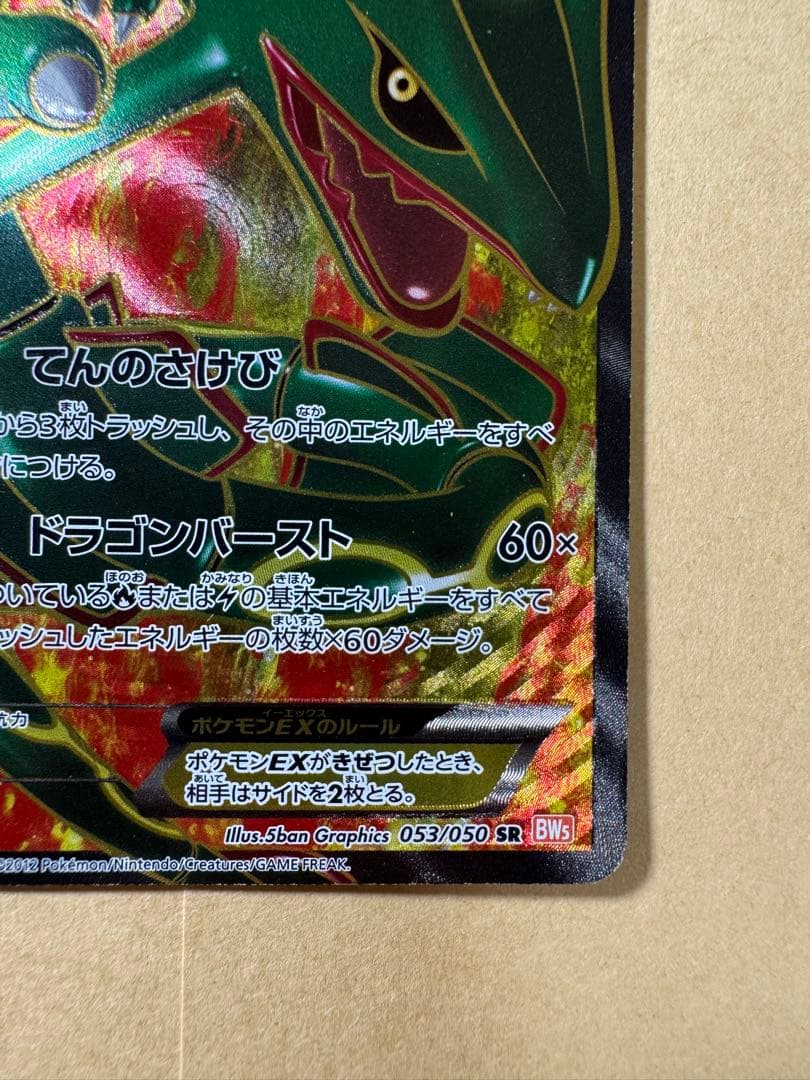 てんのさけび
から3枚トラッシュし、その中のエネルギーをすべ
につける。
ドラゴンバースト 60×
ついている🔥または⚡の基本エネルギーをすべて
ラッシュしたエネルギーの枚数×60ダメージ。
抗力
ポケモンEXのルール
ポケモンEXがきぜつしたとき、
相手はサイドを2枚とる。
Illus.5ban Graphics 053/050 SR BW5
©2012 Pokémon/Nintendo/Creatures/GAME FREAK.